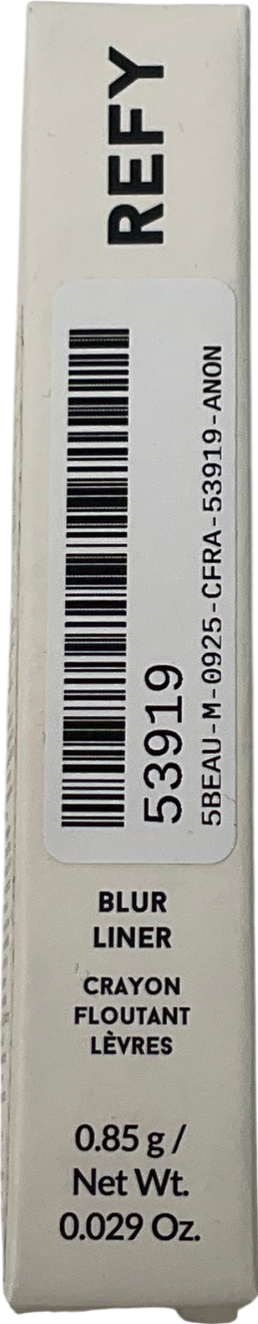 REFY
53919
5BEAU-M-0925-CFRA-53919-ANON
BLUR
LINER
CRAYON
FLOUTANT
LÈVRES
0.85 g /
Net Wt.
0.029 Oz.